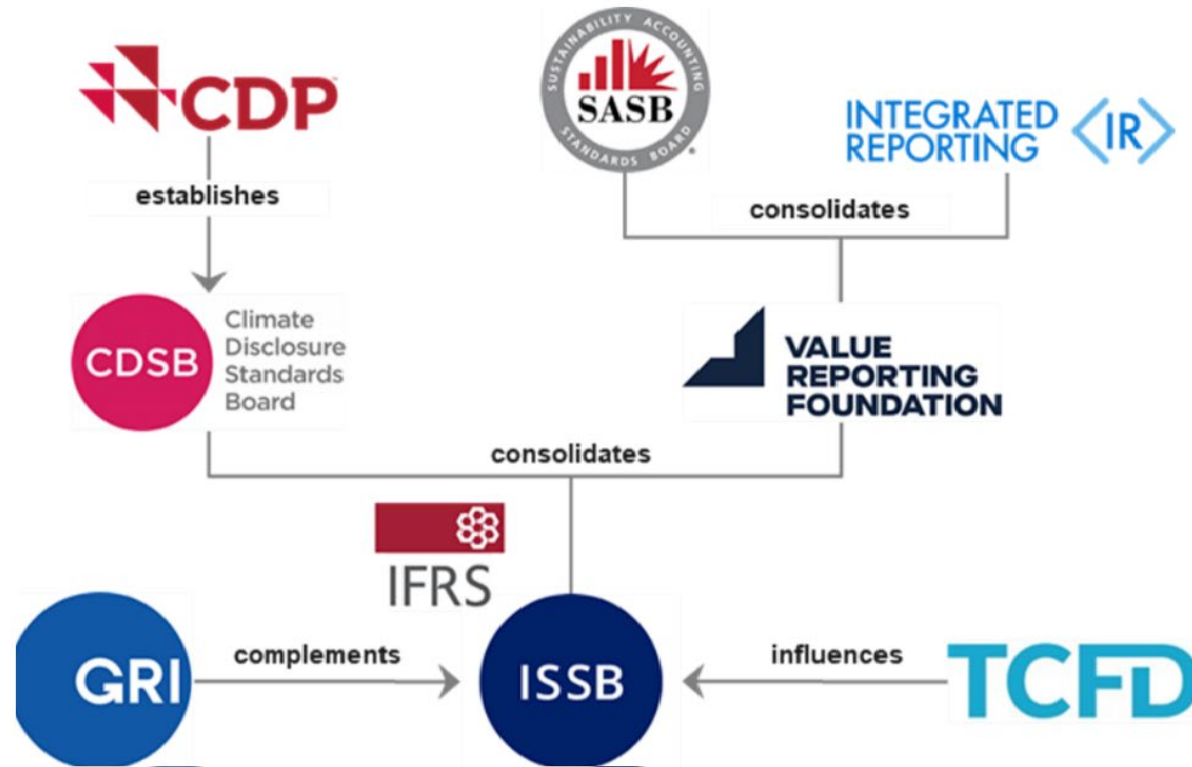 CDP
SUSTAINABILITY ACCOUNTING
SASB
STANDARDS BOARD
INTEGRATED
REPORTING
<IR>
establishes
consolidates
CDSB
Climate
Disclosure
Standards
Board
VALUE
REPORTING
FOUNDATION
consolidates
IFRS
GRI
complements
ISSB
influences
TCFD